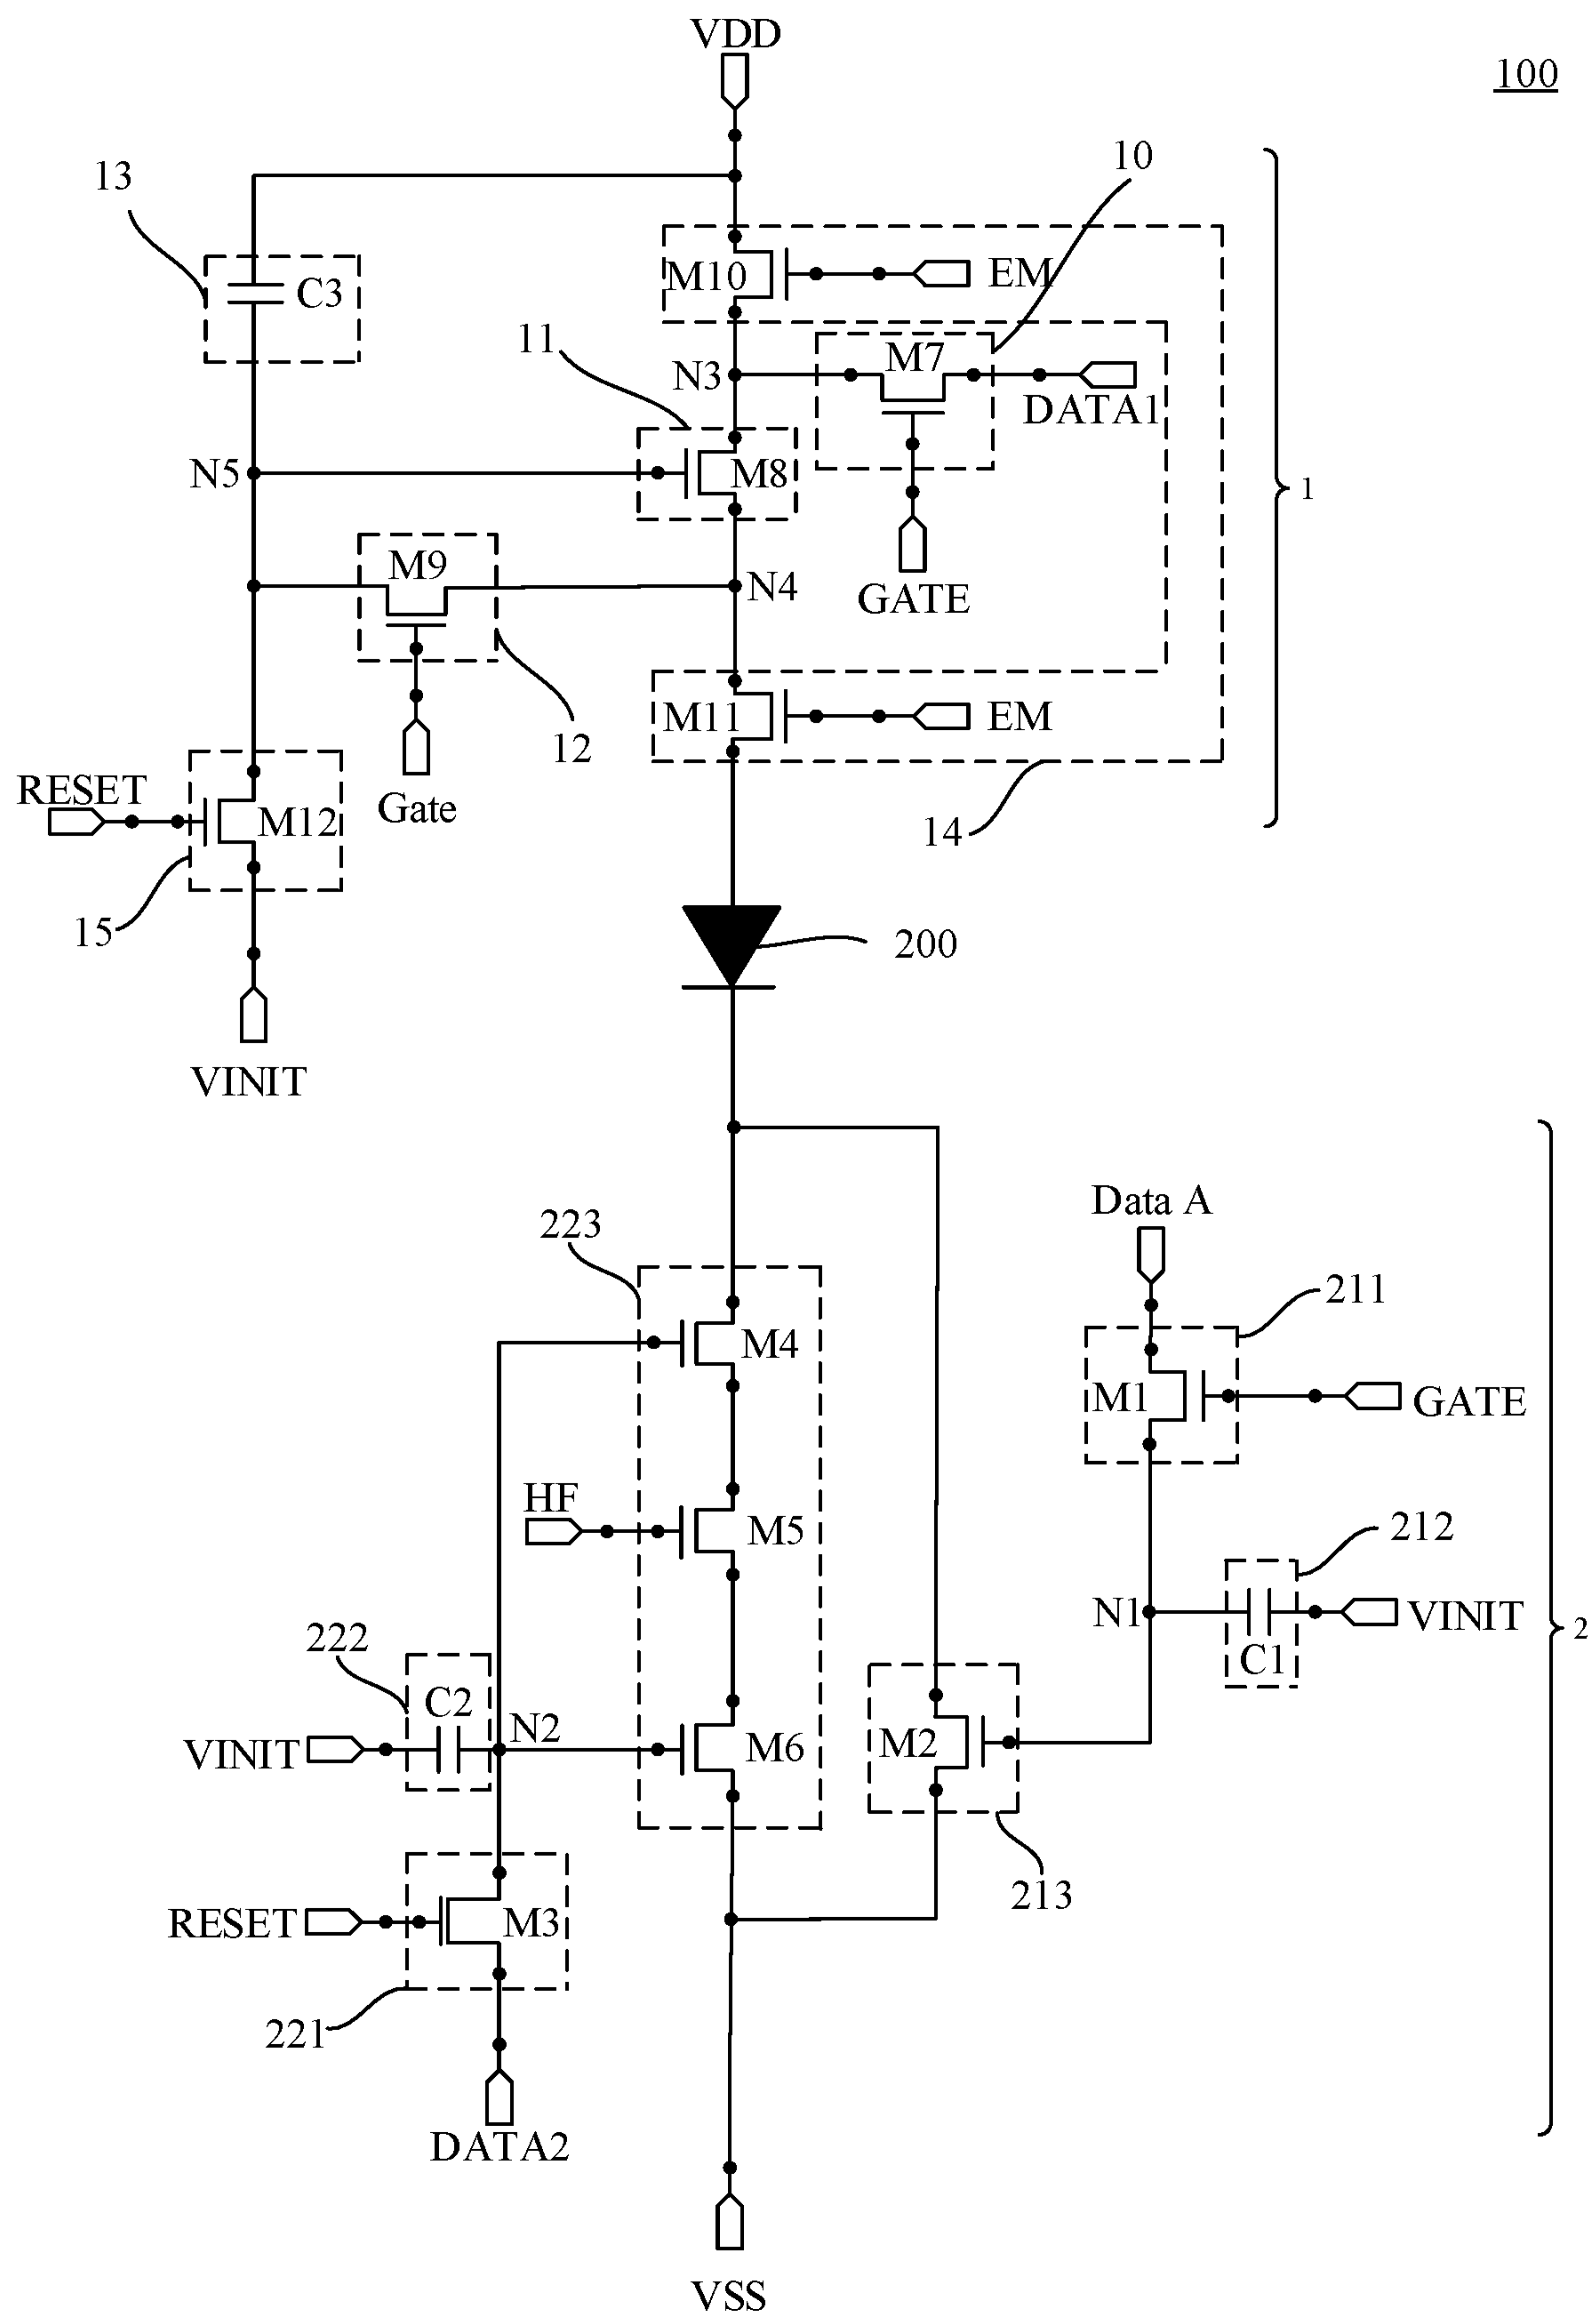 VDD
100
13
10
M10
EM
C3
11
M7
N3
DATA1
N5
M8
1
M9
N4
GATE
M11
EM
12
RESET
Gate
M12
14
15
200
VINIT
Data A
223
211
M4
M1
GATE
HF
M5
212
N1
VINIT
222
C1
2
C2
N2
VINIT
M6
M2
213
RESET
M3
221
DATA2
VSS